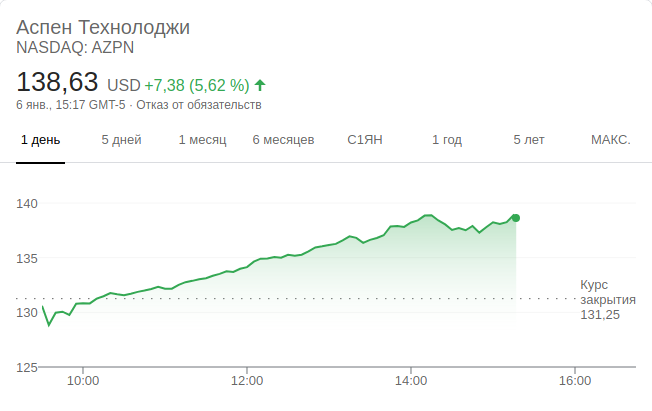 Аспен Технолоджи
NASDAQ: AZPN
138,63 USD +7,38 (5,62 %)
6 янв., 15:17 GMT-5 · Отказ от обязательств
1 день 5 дней 1 месяц 6 месяцев С1ЯН 1 год 5 лет МАКС.
140
135
Курс
закрытия
131,25
130
125
10:00 12:00 14:00 16:00